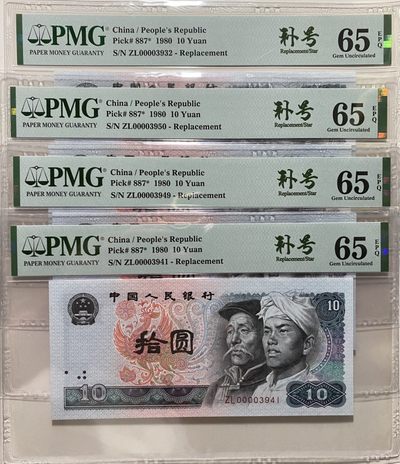 PMG
PAPER MONEY GUARANTY
China / People's Republic
Pick# 887* 1980 10 Yuan
S/N ZL00003932 - Replacement
补号
Replacement/Star
65 EPQ
Gem Uncirculated
PMG
PAPER MONEY GUARANTY
China / People's Republic
Pick# 887* 1980 10 Yuan
S/N ZL00003950 - Replacement
补号
Replacement/Star
65 EPQ
Gem Uncirculated
PMG
PAPER MONEY GUARANTY
China / People's Republic
Pick# 887* 1980 10 Yuan
S/N ZL00003949 - Replacement
补号
Replacement/Star
65 EPQ
Gem Uncirculated
PMG
PAPER MONEY GUARANTY
China / People's Republic
Pick# 887* 1980 10 Yuan
S/N ZL00003941 - Replacement
补号
Replacement/Star
65 EPQ
Gem Uncirculated
中国人民银行
10
拾圆
ZL00003941
10
10